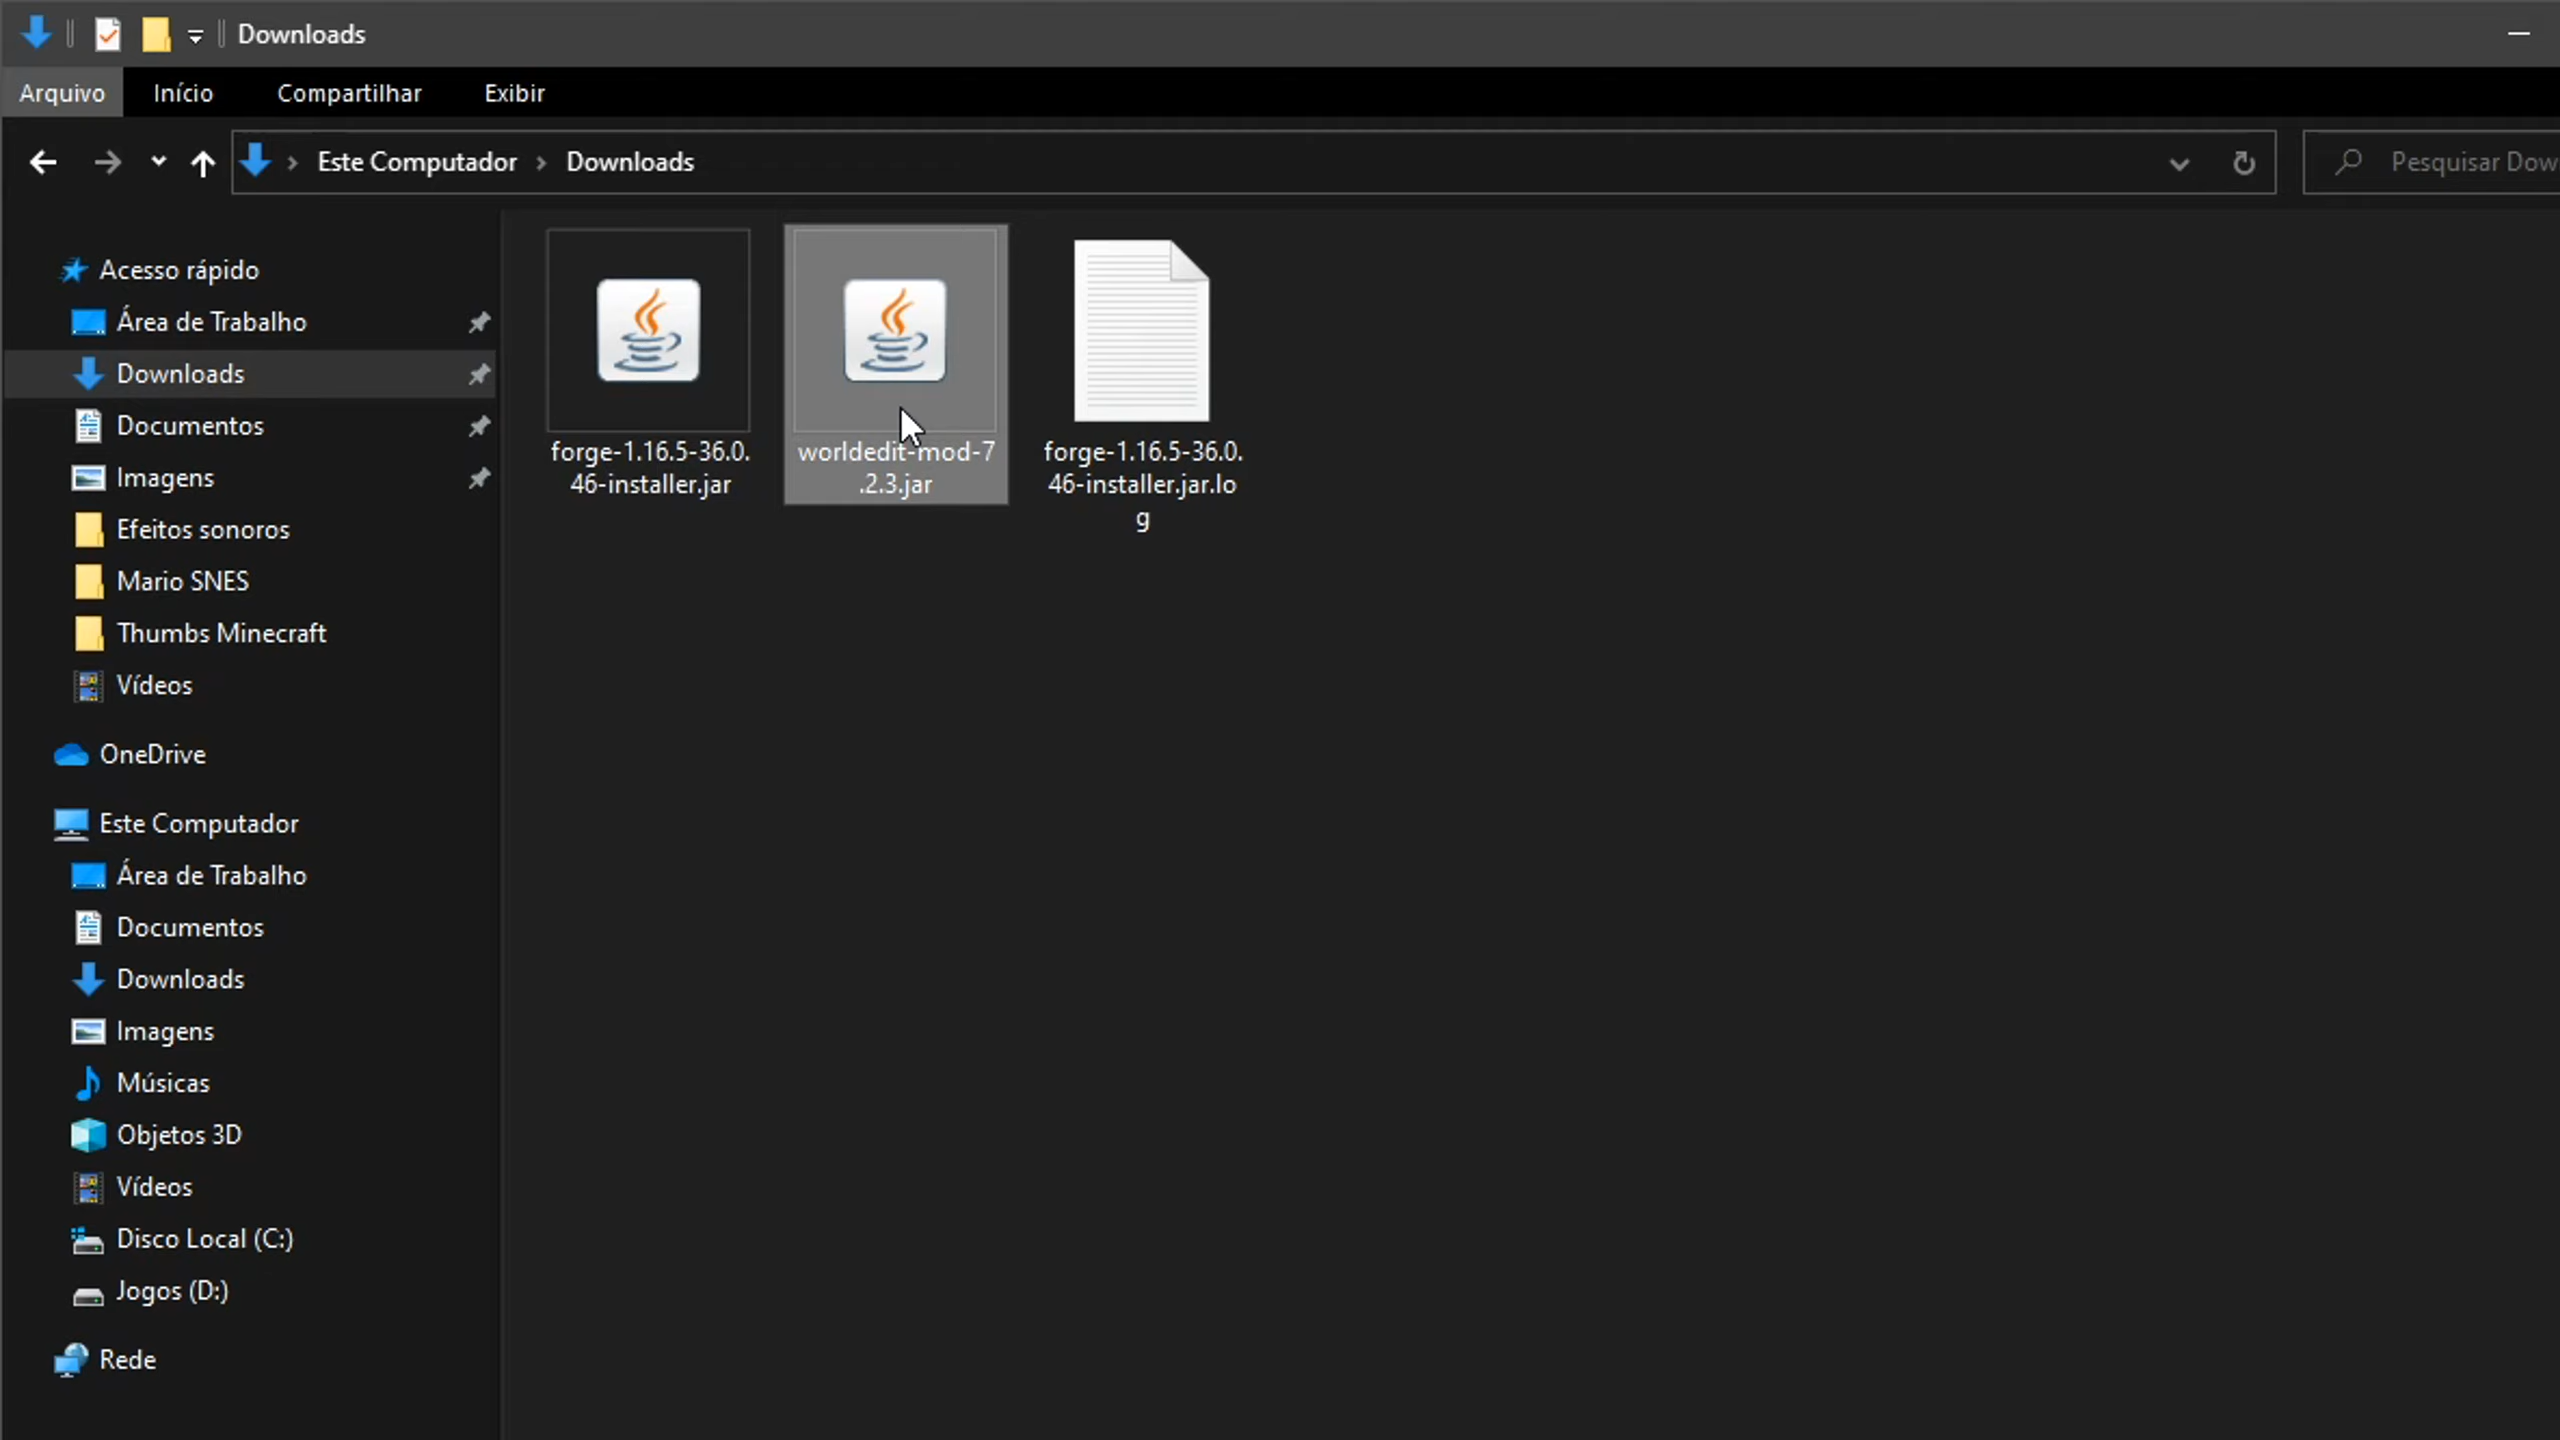 Downloads
Arquivo Início Compartilhar Exibir
Este Computador Downloads
Pesquisar Dow
Acesso rápido
Área de Trabalho
Downloads
Documentos
Imagens
Efeitos sonoros
Mario SNES
Thumbs Minecraft
Vídeos
OneDrive
Este Computador
Área de Trabalho
Documentos
Downloads
Imagens
Músicas
Objetos 3D
Vídeos
Disco Local (C:)
Jogos (D:)
Rede
forge-1.16.5-36.0.
46-installer.jar
worldedit-mod-7
.2.3.jar
forge-1.16.5-36.0.
46-installer.jar.lo
g